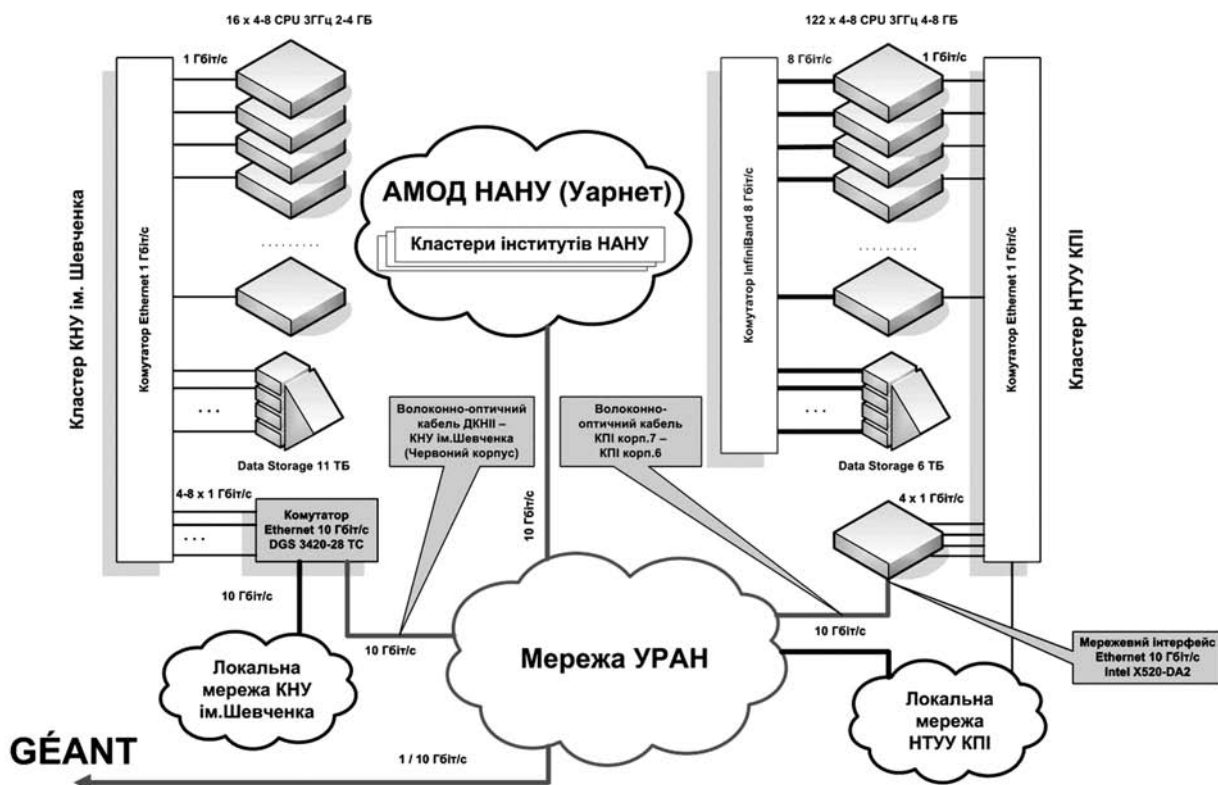 16 x 4-8 CPU 3ГГц 2-4 ГБ
122 x 4-8 CPU 3ГГц 4-8 ГБ
1 Гбіт/с
8 Гбіт/с
1 Гбіт/с
Кластер КНУ ім. Шевченка
Комутатор Ethernet 1 Гбіт/с
АМОД НАНУ (Уарнет)
Кластери інститутів НАНУ
Комутатор InfiniBand 8 Гбіт/с
Комутатор Ethernet 1 Гбіт/с
Кластер НТУУ КПІ
. . . . . . . . .
. . . . . . . . .
. . .
. . .
Data Storage 11 ТБ
Волоконно-оптичний
кабель ДКНІІ –
КНУ ім.Шевченка
(Червоний корпус)
Волоконно-
оптичний кабель
КПІ корп.7 –
КПІ корп.6
Data Storage 6 ТБ
4-8 x 1 Гбіт/с
. . .
Комутатор
Ethernet 10 Гбіт/с
DGS 3420-28 TC
10 Гбіт/с
4 x 1 Гбіт/с
10 Гбіт/с
10 Гбіт/с
10 Гбіт/с
Мережа УРАН
Локальна
мережа КНУ
ім.Шевченка
Мережевий інтерфейс
Ethernet 10 Гбіт/с
Intel X520-DA2
Локальна
мережа
НТУУ КПІ
GÉANT
1 / 10 Гбіт/с